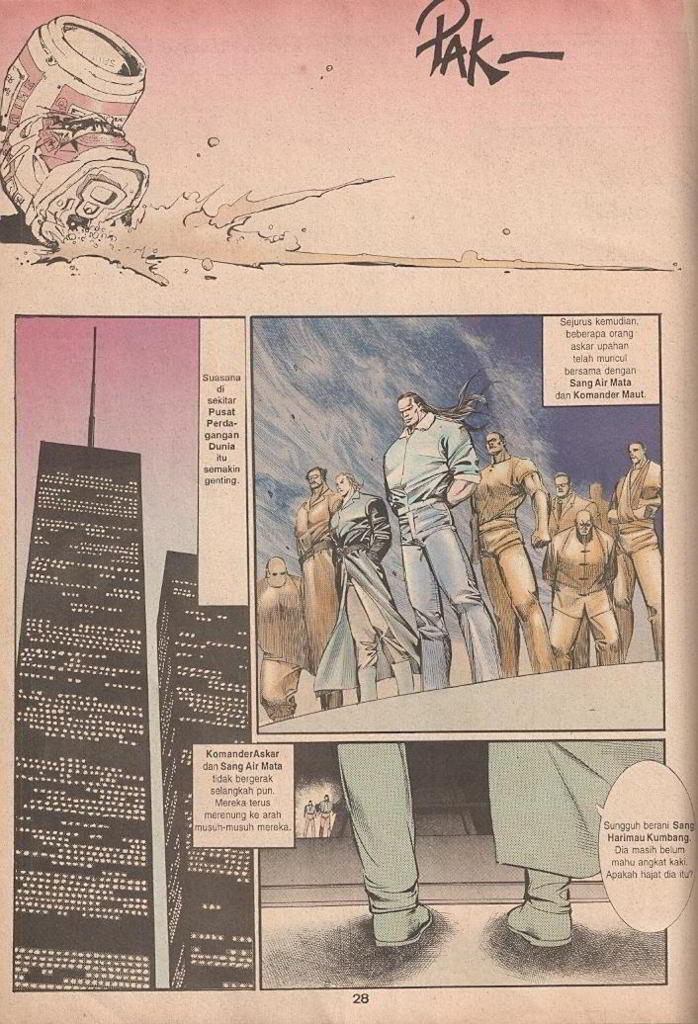 PAK—
Suasana
di
sekitar
Pusat
Perda-
gangan
Dunia
itu
semakin
genting.
Sejurus kemudian,
beberapa orang
askar upahan
telah muncul
bersama dengan
Sang Air Mata
dan Komander Maut.
KomanderAskar
dan Sang Air Mata
tidak bergerak
selangkah pun.
Mereka terus
merenung ke arah
musuh-musuh mereka.
Sungguh berani Sang
Harimau Kumbang.
Dia masih belum
mahu angkat kaki.
Apakah hajat dia itu?
28